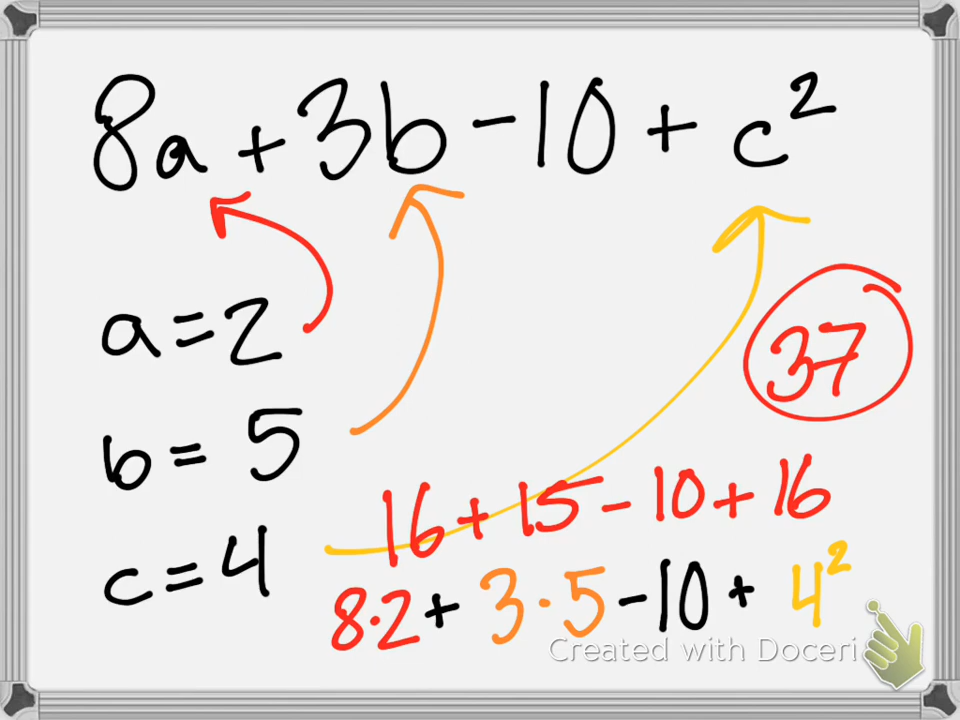 8a + 3b - 10 + c²
a = 2
37
b = 5
16 + 15 - 10 + 16
c = 4
8·2 + 3·5 - 10 + 4²
Created with Doceri